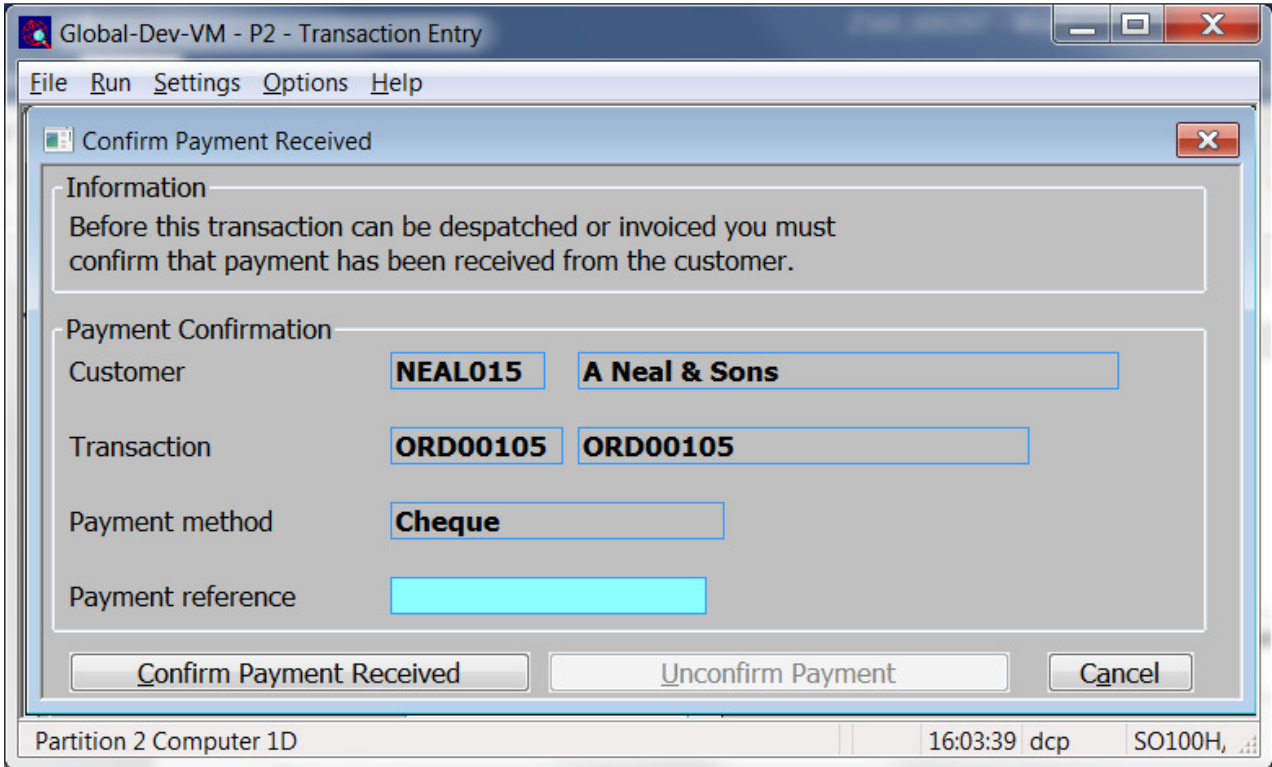 Global-Dev-VM - P2 - Transaction Entry
File Run Settings Options Help
Confirm Payment Received
Information
Before this transaction can be despatched or invoiced you must
confirm that payment has been received from the customer.
Payment Confirmation
Customer NEAL015 A Neal & Sons
Transaction ORD00105 ORD00105
Payment method Cheque
Payment reference
Confirm Payment Received Unconfirm Payment Cancel
Partition 2 Computer 1D 16:03:39 dcp SO100H,